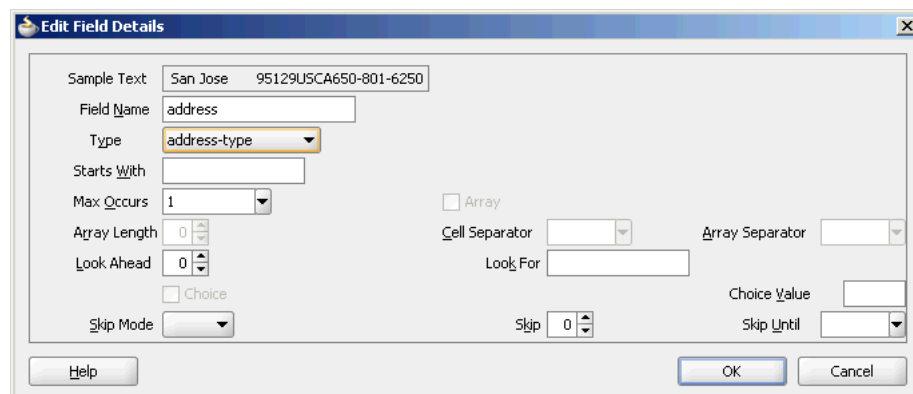 Edit Field Details
Sample Text San Jose 95129USCA650-801-6250
Field Name address
Type address-type
Starts With
Max Occurs 1 Array
Array Length 0 Cell Separator Array Separator
Look Ahead 0 Look For
Choice Choice Value
Skip Mode Skip 0 Skip Until
Help OK Cancel